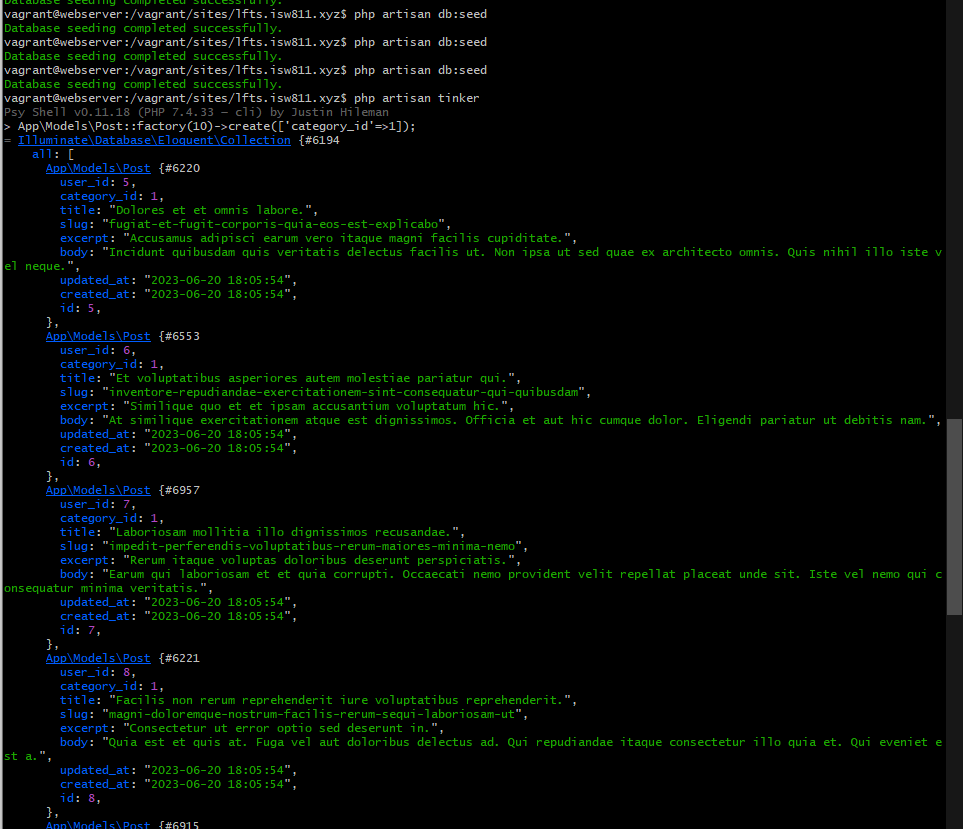 Database seeding completed successfully.
vagrant@webserver:/vagrant/sites/lfts.isw811.xyz$ php artisan db:seed
Database seeding completed successfully.
vagrant@webserver:/vagrant/sites/lfts.isw811.xyz$ php artisan db:seed
Database seeding completed successfully.
vagrant@webserver:/vagrant/sites/lfts.isw811.xyz$ php artisan db:seed
Database seeding completed successfully.
vagrant@webserver:/vagrant/sites/lfts.isw811.xyz$ php artisan tinker
Psy Shell v0.11.18 (PHP 7.4.33 — cli) by Justin Hileman
> App\Models\Post::factory(10)->create(['category_id'=>1]);
= Illuminate\Database\Eloquent\Collection {#6194
all: [
App\Models\Post {#6220
user_id: 5,
category_id: 1,
title: "Dolores et et omnis labore.",
slug: "fugiat-et-fugit-corporis-quia-eos-est-explicabo",
excerpt: "Accusamus adipisci earum vero itaque magni facilis cupiditate.",
body: "Incidunt quibusdam quis veritatis delectus facilis ut. Non ipsa ut sed quae ex architecto omnis. Quis nihil illo iste v
el neque.",
updated_at: "2023-06-20 18:05:54",
created_at: "2023-06-20 18:05:54",
id: 5,
},
App\Models\Post {#6553
user_id: 6,
category_id: 1,
title: "Et voluptatibus asperiores autem molestiae pariatur qui.",
slug: "inventore-repudiandae-exercitationem-sint-consequatur-qui-quibusdam",
excerpt: "Similique quo et et ipsam accusantium voluptatum hic.",
body: "At similique exercitationem atque est dignissimos. Officia et aut hic cumque dolor. Eligendi pariatur ut debitis nam.",
updated_at: "2023-06-20 18:05:54",
created_at: "2023-06-20 18:05:54",
id: 6,
},
App\Models\Post {#6957
user_id: 7,
category_id: 1,
title: "Laboriosam mollitia illo dignissimos recusandae.",
slug: "impedit-perferendis-voluptatibus-rerum-maiores-minima-nemo",
excerpt: "Rerum itaque voluptas doloribus deserunt perspiciatis.",
body: "Earum qui laboriosam et et quia corrupti. Occaecati nemo provident velit repellat placeat unde sit. Iste vel nemo qui c
onsequatur minima veritatis.",
updated_at: "2023-06-20 18:05:54",
created_at: "2023-06-20 18:05:54",
id: 7,
},
App\Models\Post {#6221
user_id: 8,
category_id: 1,
title: "Facilis non rerum reprehenderit iure voluptatibus reprehenderit.",
slug: "magni-doloremque-nostrum-facilis-rerum-sequi-laboriosam-ut",
excerpt: "Consectetur ut error optio sed deserunt in.",
body: "Quia est et quis at. Fuga vel aut doloribus delectus ad. Qui repudiandae itaque consectetur illo quia et. Qui eveniet e
st a.",
updated_at: "2023-06-20 18:05:54",
created_at: "2023-06-20 18:05:54",
id: 8,
},
App\Models\Post {#6915